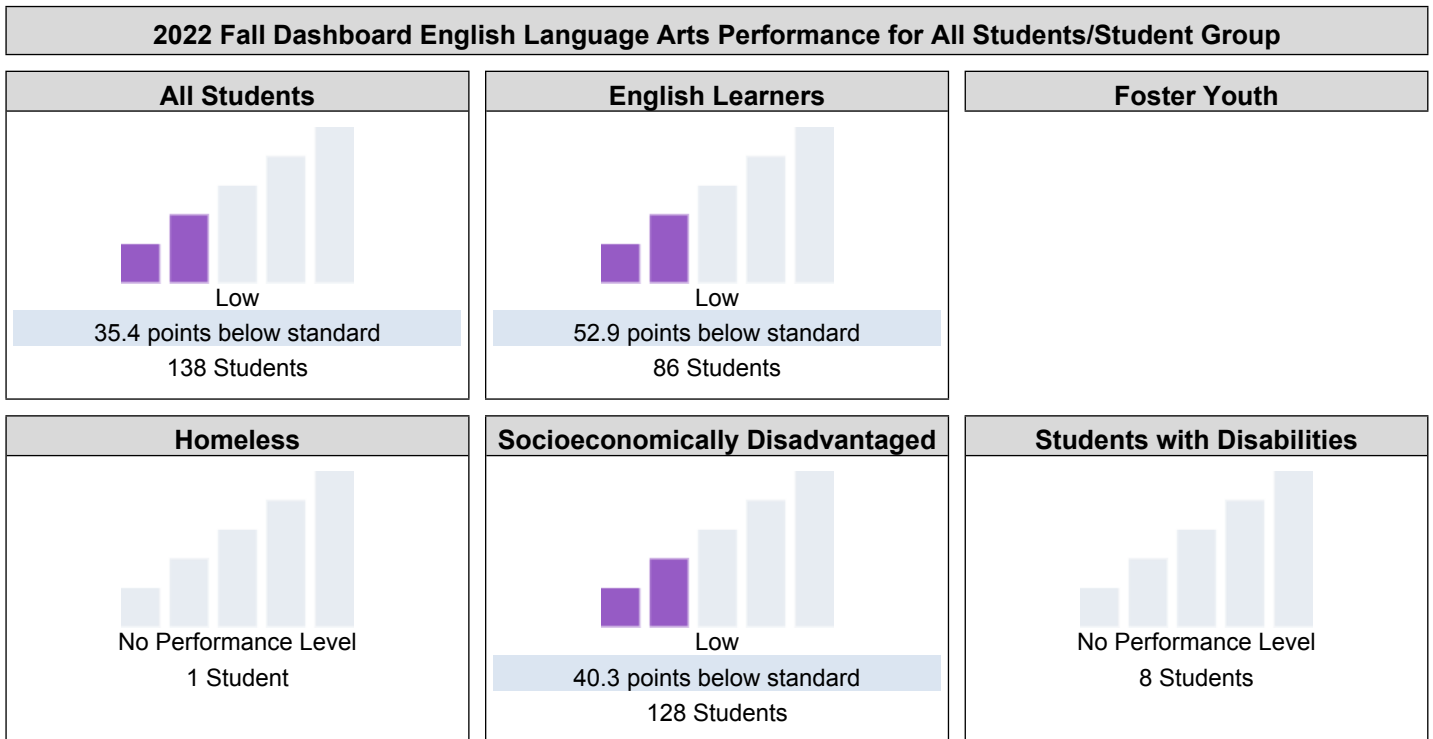 2022 Fall Dashboard English Language Arts Performance for All Students/Student Group
All Students
Low
35.4 points below standard
138 Students
English Learners
Low
52.9 points below standard
86 Students
Foster Youth
Homeless
No Performance Level
1 Student
Socioeconomically Disadvantaged
Low
40.3 points below standard
128 Students
Students with Disabilities
No Performance Level
8 Students